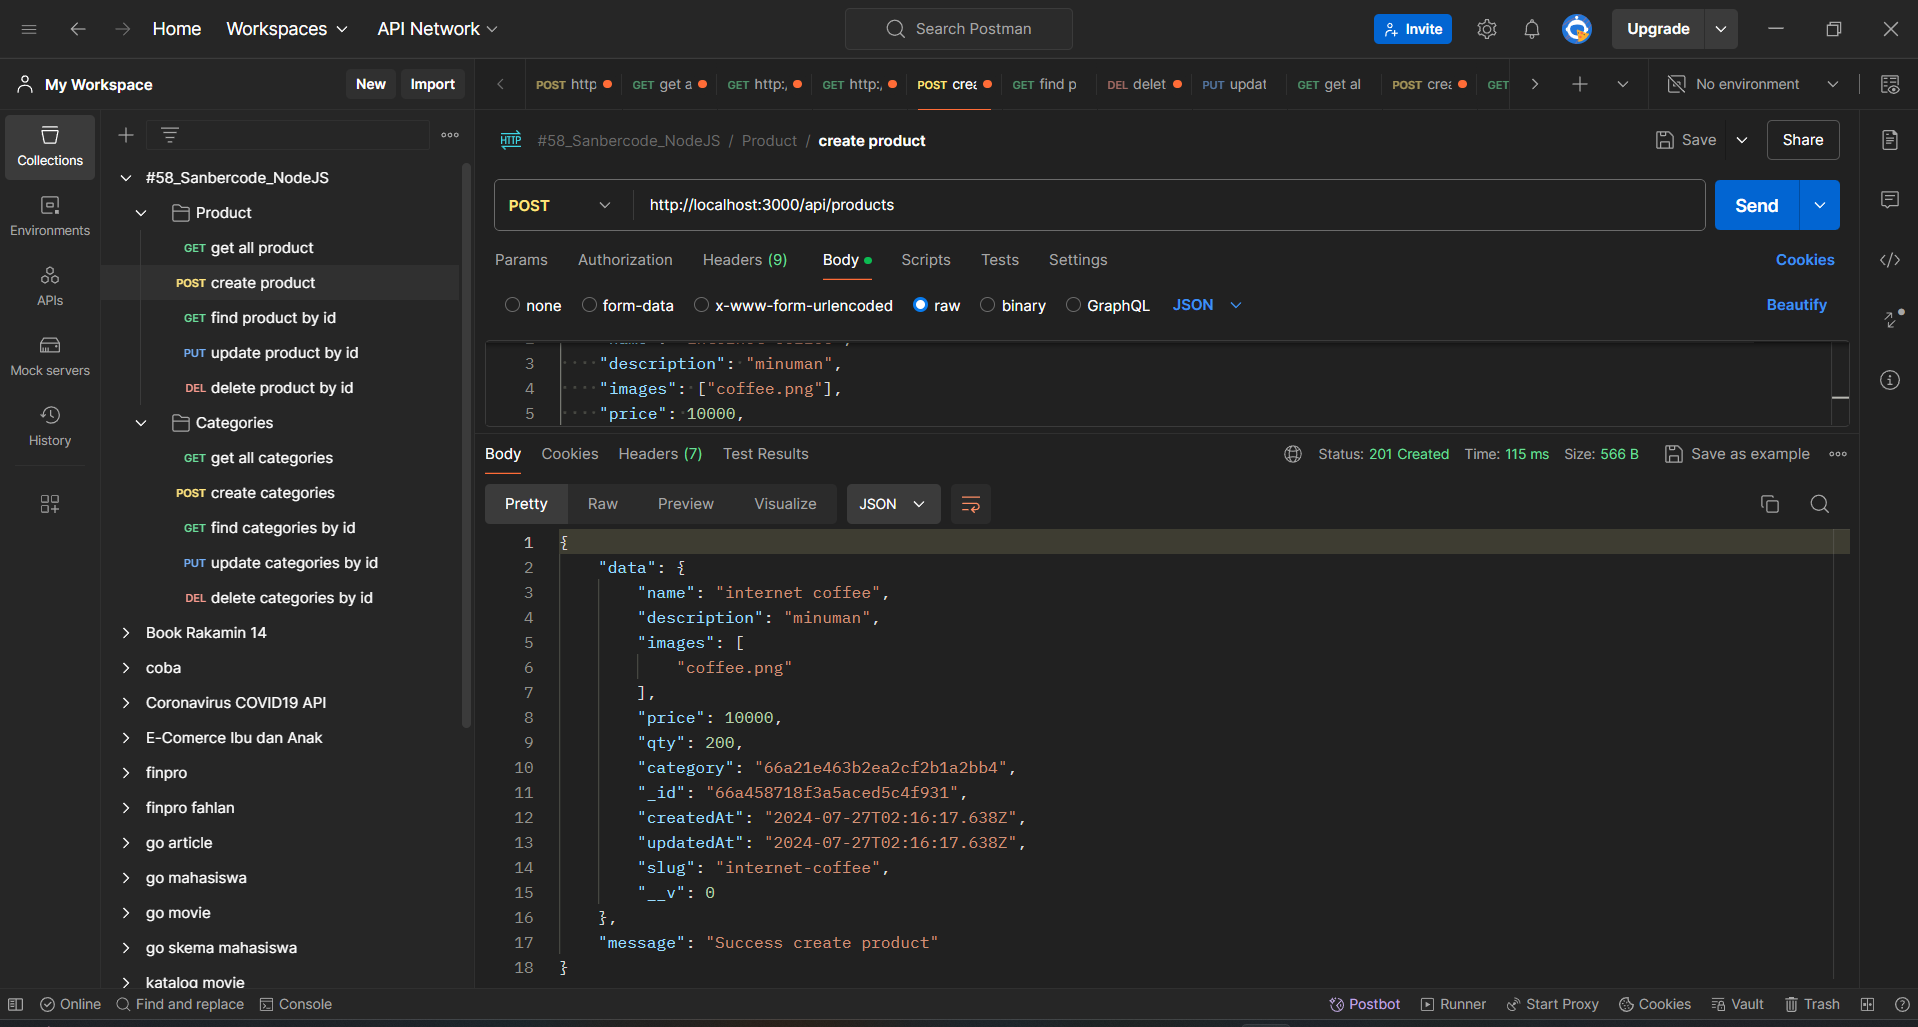 Home Workspaces API Network Search Postman Invite Upgrade
My Workspace New Import
POST http GET get a GET http:, GET http:, POST crea GET find p DEL delet PUT updat GET get al POST crea GET No environment
Collections
Environments
APIs
Mock servers
History
#58_Sanbercode_NodeJS
Product
GET get all product
POST create product
GET find product by id
PUT update product by id
DEL delete product by id
Categories
GET get all categories
POST create categories
GET find categories by id
PUT update categories by id
DEL delete categories by id
Book Rakamin 14
coba
Coronavirus COVID19 API
E-Comerce Ibu dan Anak
finpro
finpro fahlan
go article
go mahasiswa
go movie
go skema mahasiswa
katalog movie
HTTP #58_Sanbercode_NodeJS / Product / create product Save Share
POST http://localhost:3000/api/products Send
Params Authorization Headers (9) Body Scripts Tests Settings Cookies
none form-data x-www-form-urlencoded raw binary GraphQL JSON Beautify
3 "description": "minuman",
4 "images": ["coffee.png"],
5 "price": 10000,
Body Cookies Headers (7) Test Results Status: 201 Created Time: 115 ms Size: 566 B Save as example
Pretty Raw Preview Visualize JSON
1 {
2 "data": {
3 "name": "internet coffee",
4 "description": "minuman",
5 "images": [
6 "coffee.png"
7 ],
8 "price": 10000,
9 "qty": 200,
10 "category": "66a21e463b2ea2cf2b1a2bb4",
11 "_id": "66a458718f3a5aced5c4f931",
12 "createdAt": "2024-07-27T02:16:17.638Z",
13 "updatedAt": "2024-07-27T02:16:17.638Z",
14 "slug": "internet-coffee",
15 "__v": 0
16 },
17 "message": "Success create product"
18 }
Online Find and replace Console Postbot Runner Start Proxy Cookies Vault Trash